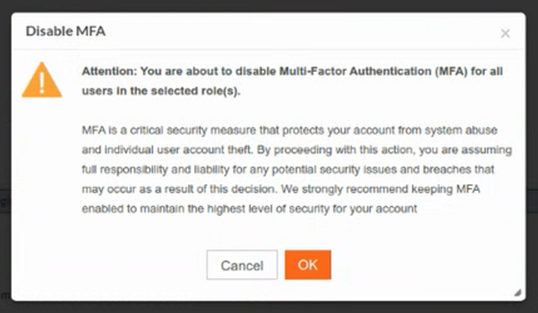 Disable MFA
Attention: You are about to disable Multi-Factor Authentication (MFA) for all
users in the selected role(s).
MFA is a critical security measure that protects your account from system abuse
and individual user account theft. By proceeding with this action, you are assuming
full responsibility and liability for any potential security issues and breaches that
may occur as a result of this decision. We strongly recommend keeping MFA
enabled to maintain the highest level of security for your account
Cancel
OK